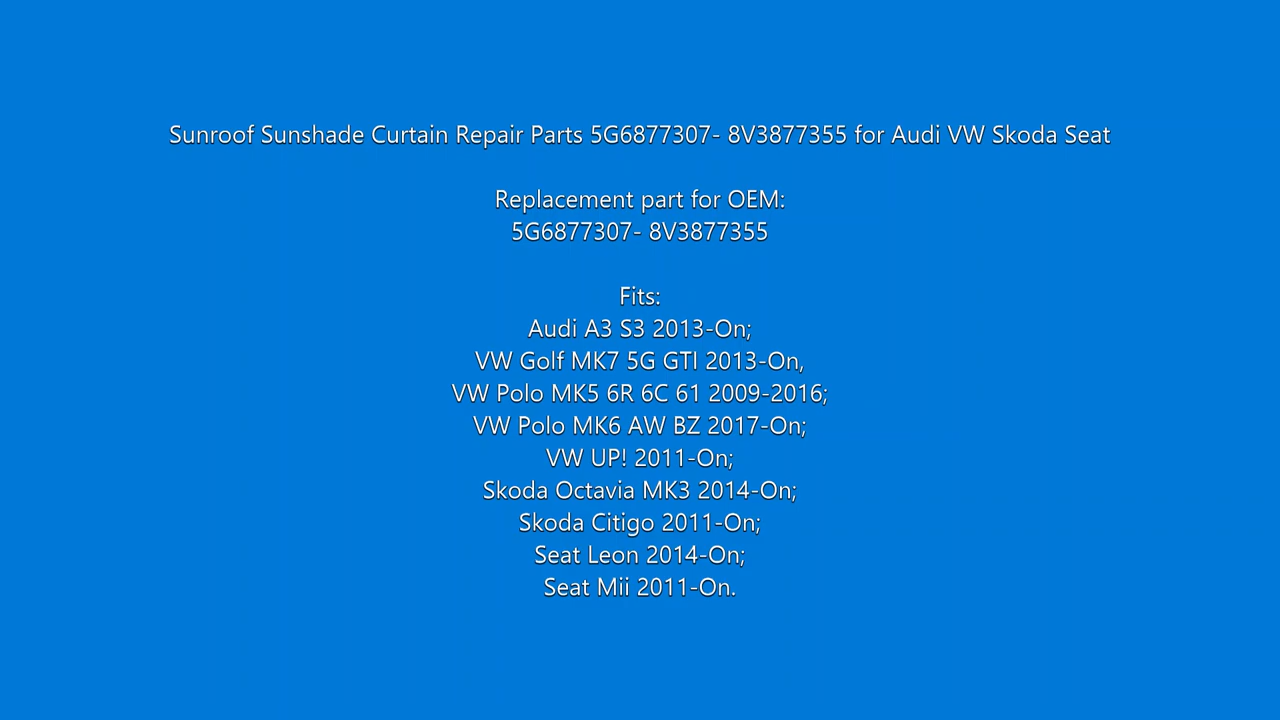 Sunroof Sunshade Curtain Repair Parts 5G6877307- 8V3877355 for Audi VW Skoda Seat
Replacement part for OEM:
5G6877307- 8V3877355
Fits:
Audi A3 S3 2013-On;
VW Golf MK7 5G GTI 2013-On,
VW Polo MK5 6R 6C 61 2009-2016;
VW Polo MK6 AW BZ 2017-On;
VW UP! 2011-On;
Skoda Octavia MK3 2014-On;
Skoda Citigo 2011-On;
Seat Leon 2014-On;
Seat Mii 2011-On.